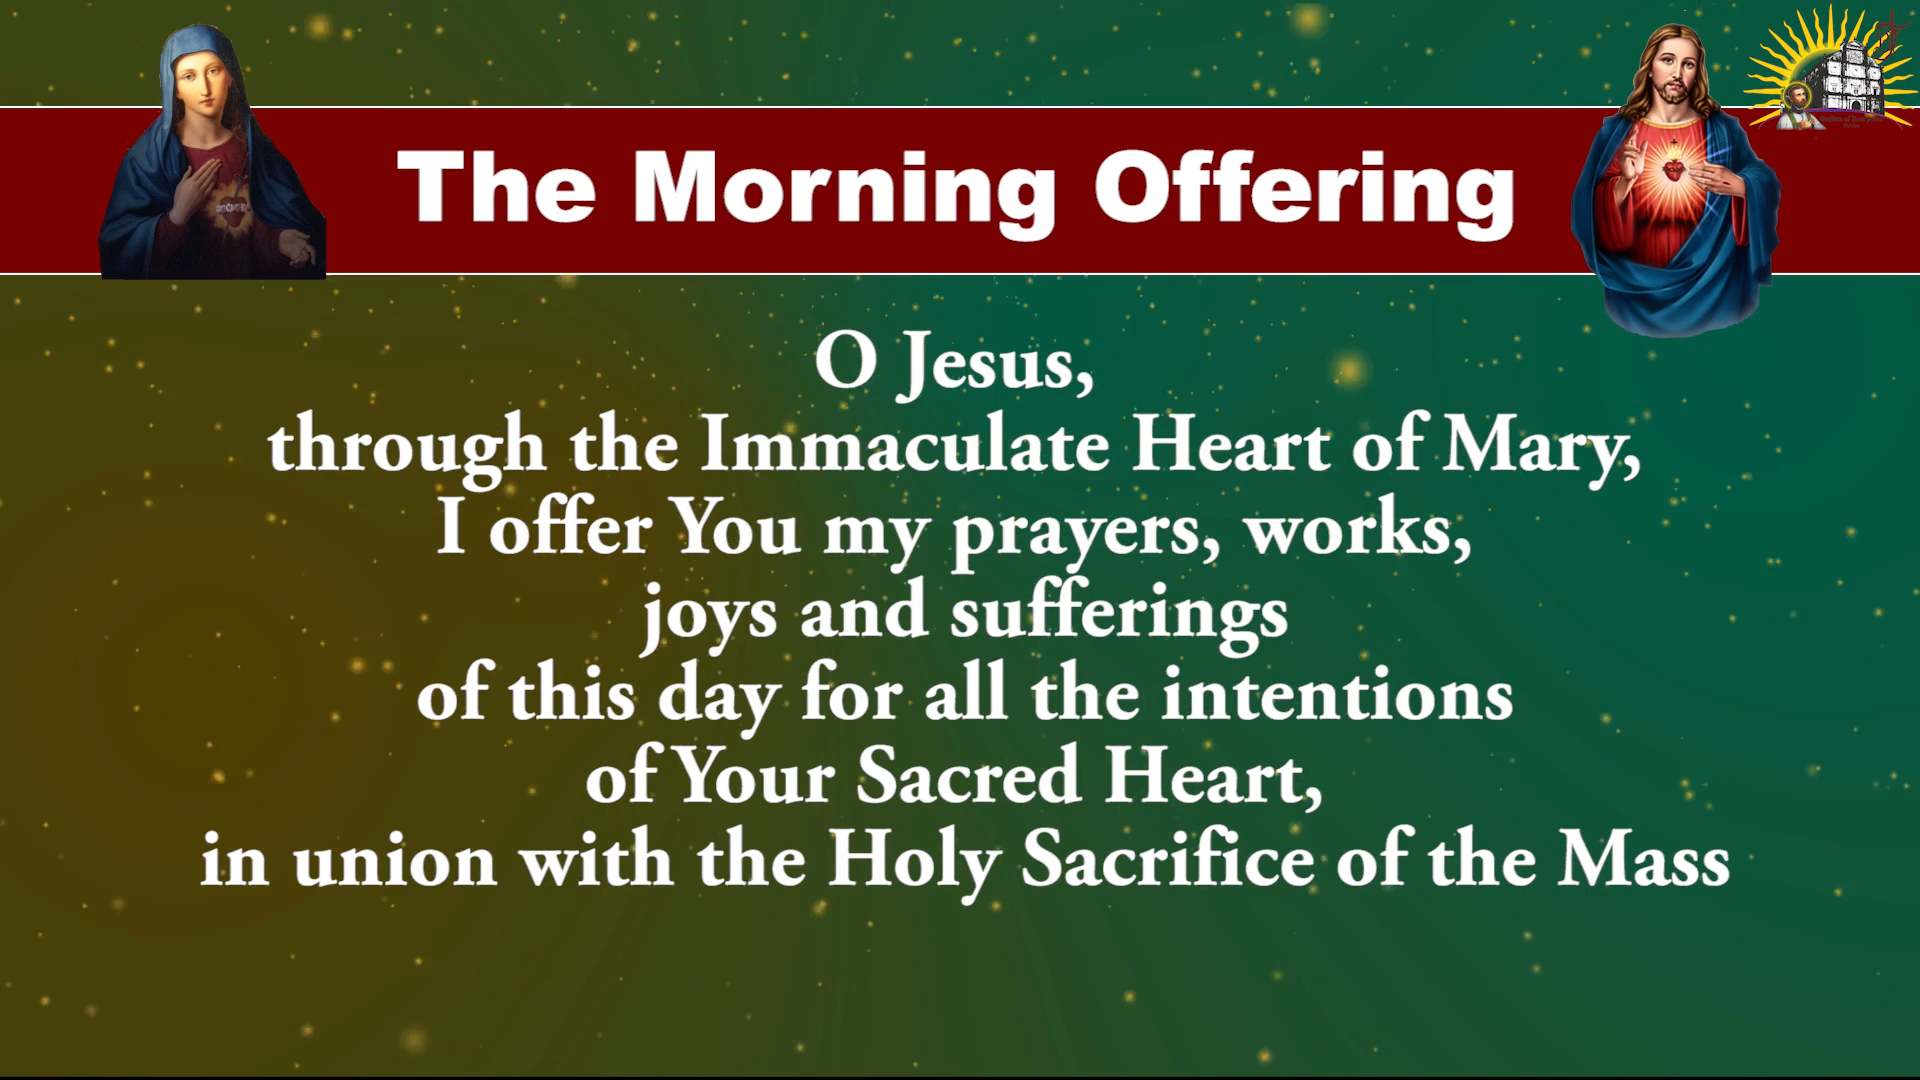 The Morning Offering
O Jesus,
through the Immaculate Heart of Mary,
I offer You my prayers, works,
joys and sufferings
of this day for all the intentions
of Your Sacred Heart,
in union with the Holy Sacrifice of the Mass